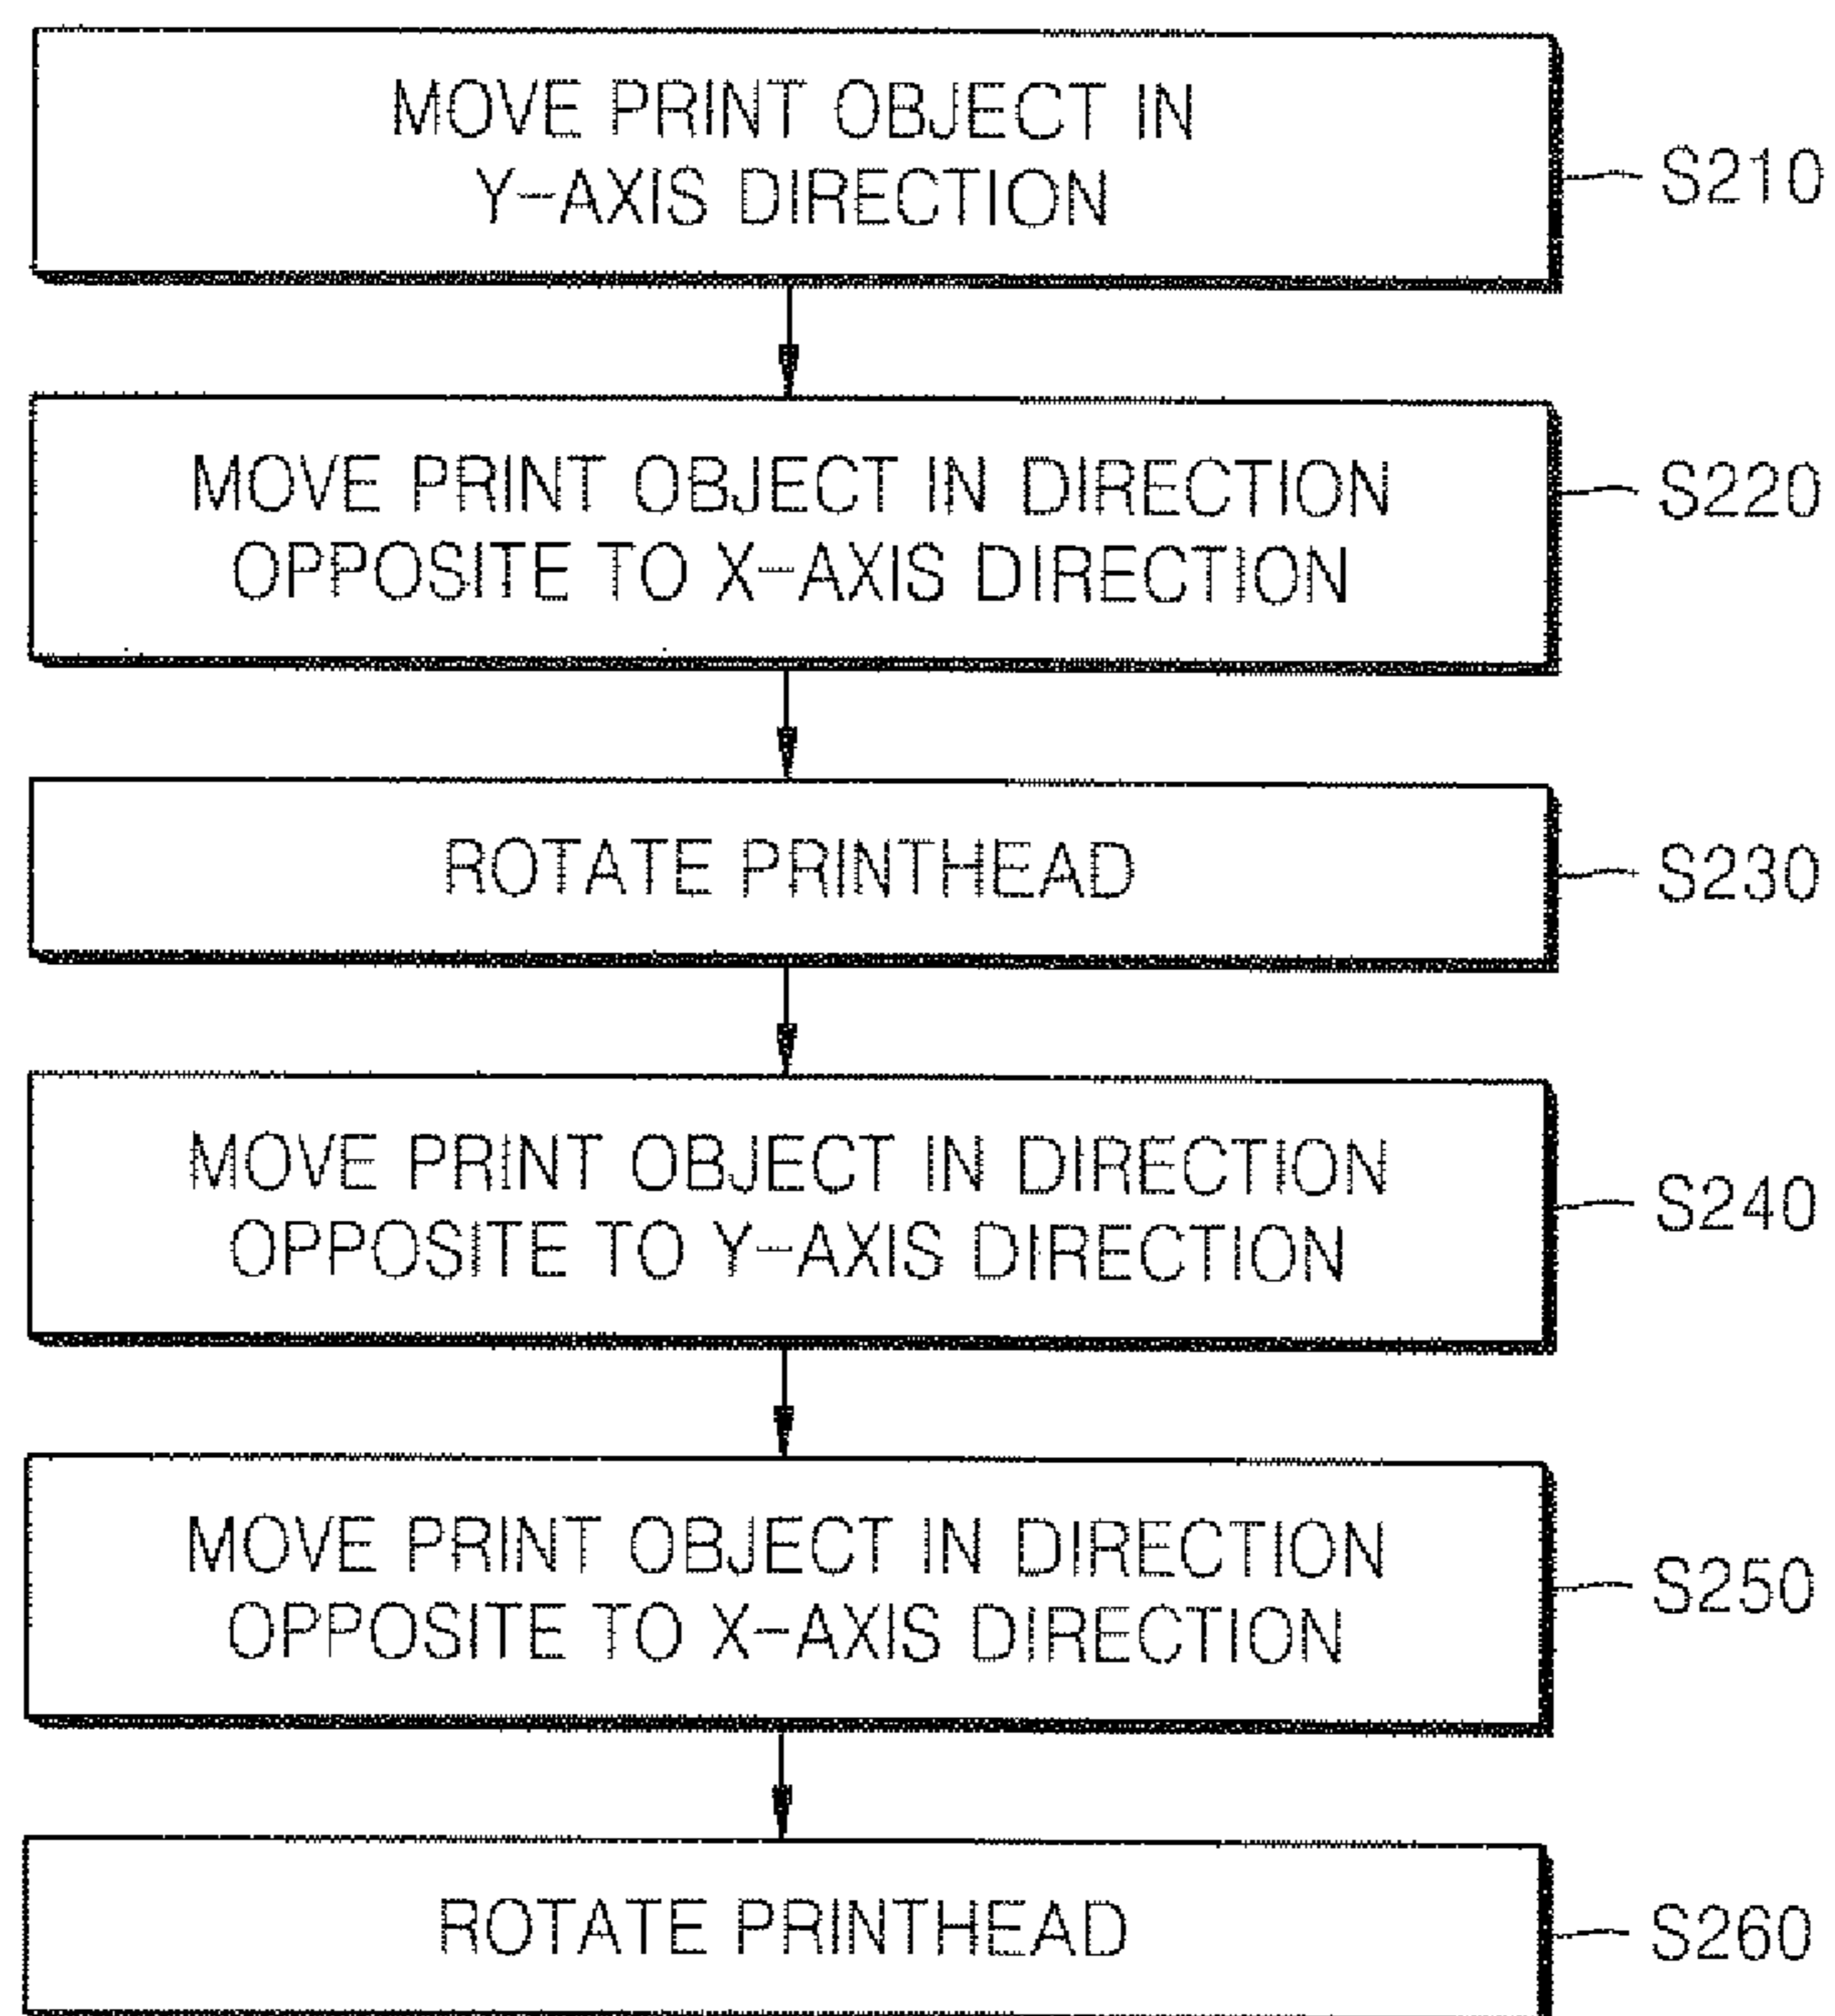 MOVE PRINT OBJECT IN
Y-AXIS DIRECTION
S210
MOVE PRINT OBJECT IN DIRECTION
OPPOSITE TO X-AXIS DIRECTION
S220
ROTATE PRINTHEAD
S230
MOVE PRINT OBJECT IN DIRECTION
OPPOSITE TO Y-AXIS DIRECTION
S240
MOVE PRINT OBJECT IN DIRECTION
OPPOSITE TO X-AXIS DIRECTION
S250
ROTATE PRINTHEAD
S260